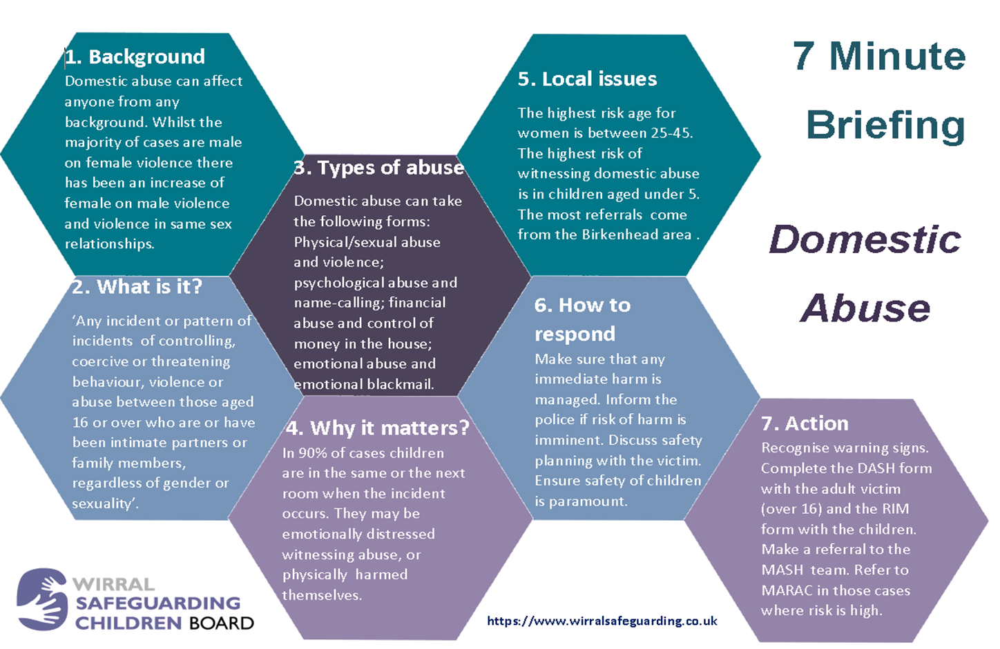 7 Minute
Briefing
Domestic
Abuse
1. Background
Domestic abuse can affect
anyone from any
background. Whilst the
majority of cases are male
on female violence there
has been an increase of
female on male violence
and violence in same sex
relationships.
2. What is it?
‘Any incident or pattern of
incidents of controlling,
coercive or threatening
behaviour, violence or
abuse between those aged
16 or over who are or have
been intimate partners or
family members,
regardless of gender or
sexuality’.
3. Types of abuse
Domestic abuse can take
the following forms:
Physical/sexual abuse
and violence;
psychological abuse and
name-calling; financial
abuse and control of
money in the house;
emotional abuse and
emotional blackmail.
4. Why it matters?
In 90% of cases children
are in the same or the next
room when the incident
occurs. They may be
emotionally distressed
witnessing abuse, or
physically harmed
themselves.
5. Local issues
The highest risk age for
women is between 25-45.
The highest risk of
witnessing domestic abuse
is in children aged under 5.
The most referrals come
from the Birkenhead area .
6. How to
respond
Make sure that any
immediate harm is
managed. Inform the
police if risk of harm is
imminent. Discuss safety
planning with the victim.
Ensure safety of children
is paramount.
7. Action
Recognise warning signs.
Complete the DASH form
with the adult victim
(over 16) and the RIM
form with the children.
Make a referral to the
MASH team. Refer to
MARAC in those cases
where risk is high.
WIRRAL
SAFEGUARDING
CHILDREN BOARD
https://www.wirralsafeguarding.co.uk